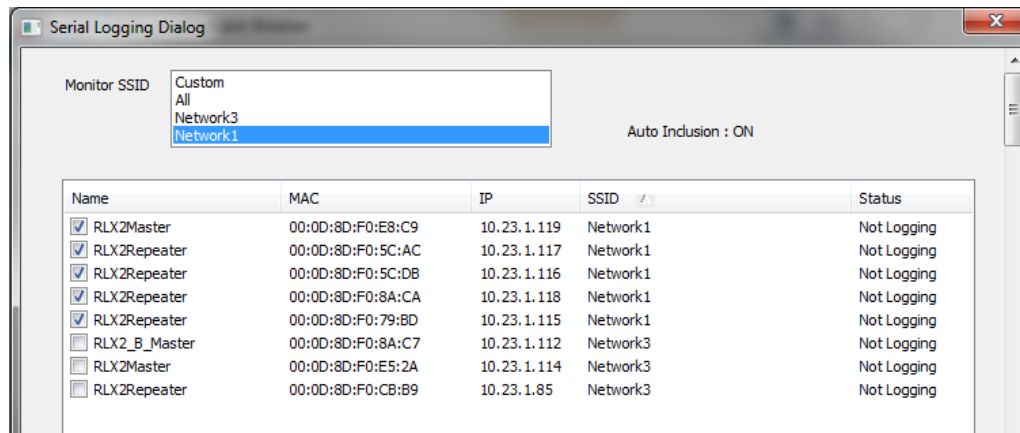 Serial Logging Dialog
Monitor SSID
Custom
All
Network3
Network1
Auto Inclusion : ON
Name MAC IP SSID Status
RLX2Master 00:0D:8D:F0:E8:C9 10.23.1.119 Network1 Not Logging
RLX2Repeater 00:0D:8D:F0:5C:AC 10.23.1.117 Network1 Not Logging
RLX2Repeater 00:0D:8D:F0:5C:DB 10.23.1.116 Network1 Not Logging
RLX2Repeater 00:0D:8D:F0:8A:CA 10.23.1.118 Network1 Not Logging
RLX2Repeater 00:0D:8D:F0:79:BD 10.23.1.115 Network1 Not Logging
RLX2_B_Master 00:0D:8D:F0:8A:C7 10.23.1.112 Network3 Not Logging
RLX2Master 00:0D:8D:F0:E5:2A 10.23.1.114 Network3 Not Logging
RLX2Repeater 00:0D:8D:F0:CB:B9 10.23.1.85 Network3 Not Logging